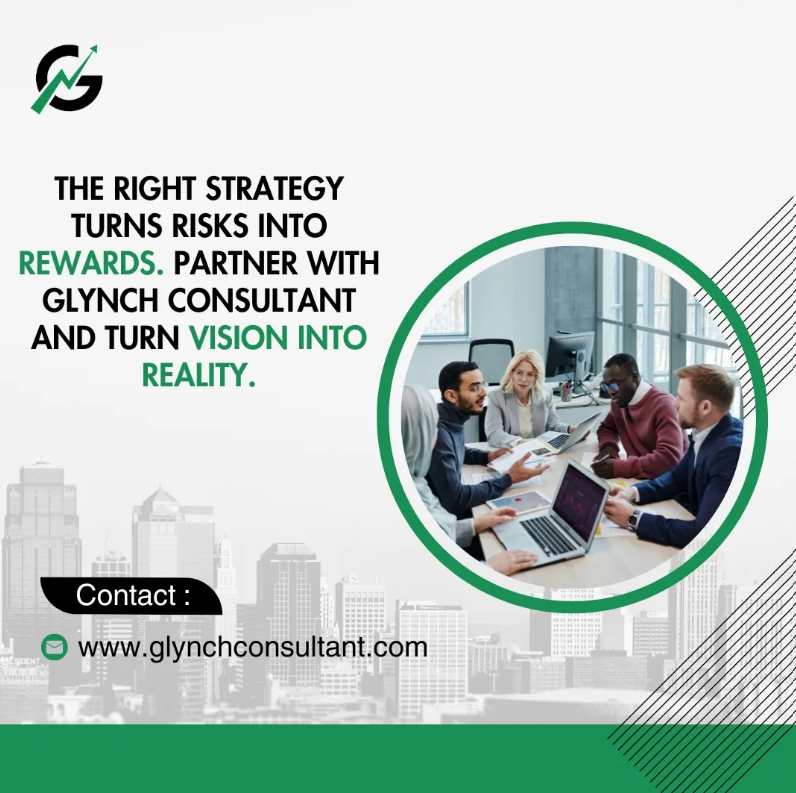 THE RIGHT STRATEGY
TURNS RISKS INTO
REWARDS. PARTNER WITH
GLYNCH CONSULTANT
AND TURN VISION INTO
REALITY.
Contact :
www.glynchconsultant.com
PRESIDENT